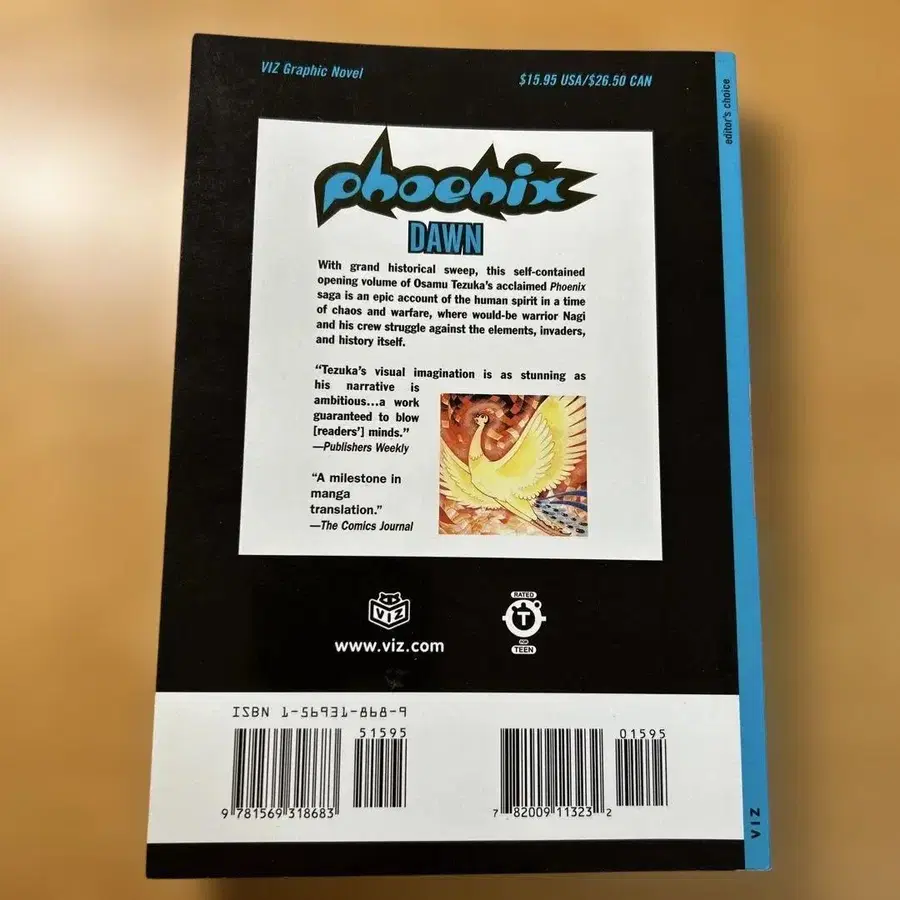 VIZ Graphic Novel
$15.95 USA/$26.50 CAN
editor's choice
phoenix
DAWN
With grand historical sweep, this self-contained
opening volume of Osamu Tezuka's acclaimed Phoenix
saga is an epic account of the human spirit in a time
of chaos and warfare, where would-be warrior Nagi
and his crew struggle against the elements, invaders,
and history itself.
"Tezuka's visual imagination is as stunning as
his narrative is
ambitious...a work
guaranteed to blow
[readers'] minds."
—Publishers Weekly
"A milestone in
manga
translation."
—The Comics Journal
VIZ
www.viz.com
RATED
T
TEEN
ISBN 1-56931-868-9
51595
9 781569 318683
01595
7 82009 11323 2
VIZ